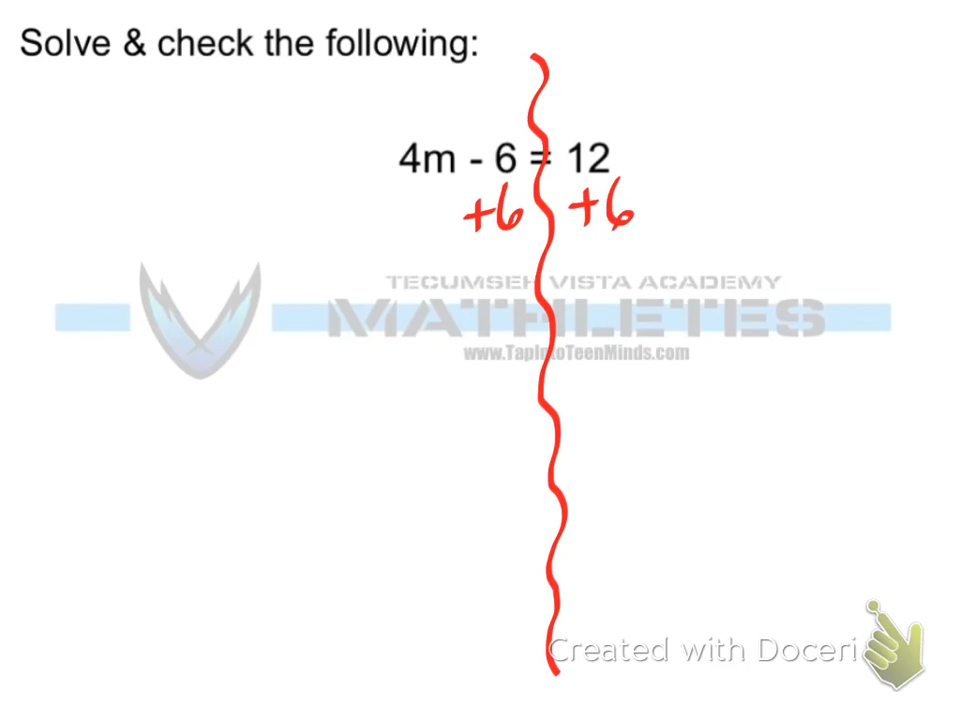 Solve & check the following:
4m - 6 = 12
+6 +6
TECUMSEH VISTA ACADEMY
MATHLETES
www.TapIntoTeenMinds.com
Created with Doceri